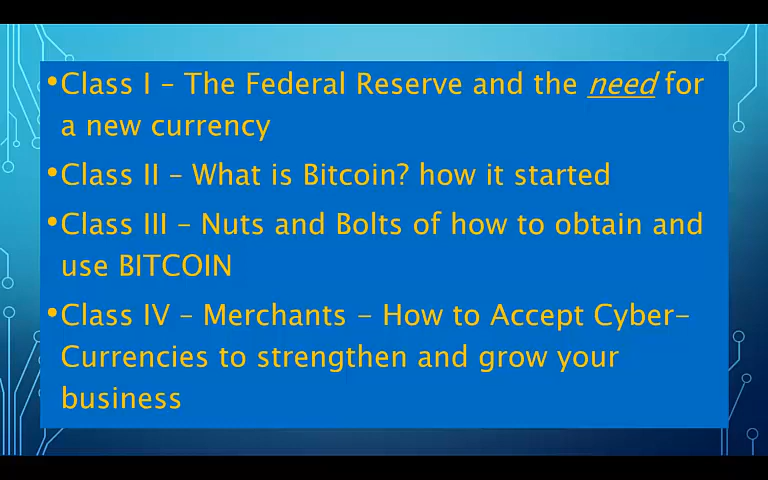 •Class I – The Federal Reserve and the need for
a new currency
•Class II – What is Bitcoin? how it started
•Class III – Nuts and Bolts of how to obtain and
use BITCOIN
•Class IV – Merchants – How to Accept Cyber-
Currencies to strengthen and grow your
business